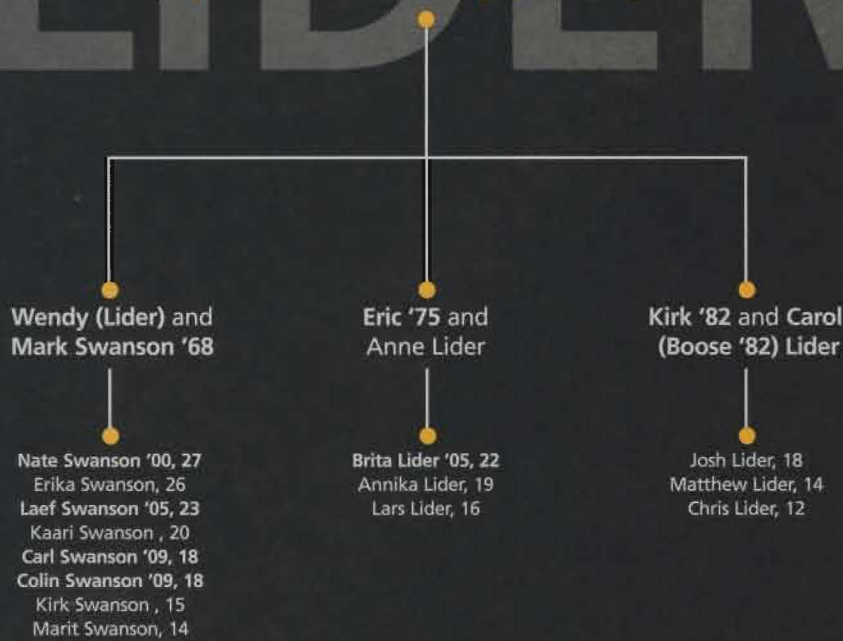 Wendy (Lider) and
Mark Swanson '68
Eric '75 and
Anne Lider
Kirk '82 and Carol
(Boose '82) Lider
Nate Swanson '00, 27
Erika Swanson, 26
Laef Swanson '05, 23
Kaari Swanson , 20
Carl Swanson '09, 18
Colin Swanson '09, 18
Kirk Swanson , 15
Marit Swanson, 14
Brita Lider '05, 22
Annika Lider, 19
Lars Lider, 16
Josh Lider, 18
Matthew Lider, 14
Chris Lider, 12